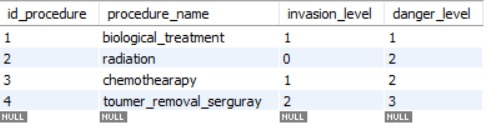 id_procedure procedure_name invasion_level danger_level
1 biological_treatment 1 1
2 radiation 0 2
3 chemothearapy 1 2
4 toumer_removal_serguray 2 3
NULL NULL NULL NULL